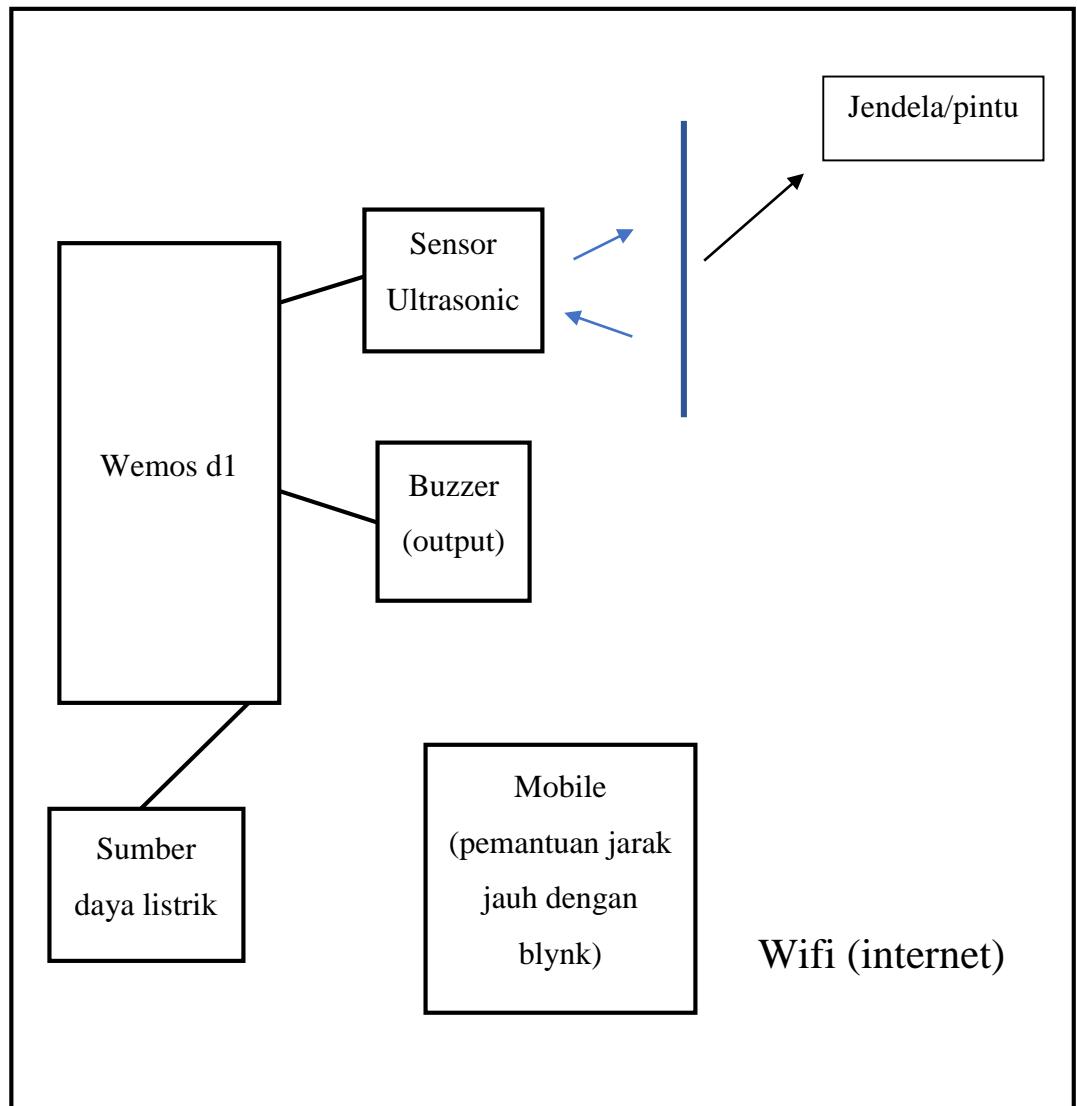 Jendela/pintu
Sensor
Ultrasonic
Wemos d1
Buzzer
(output)
Mobile
(pemantuan jarak
jauh dengan
blynk)
Sumber
daya listrik
Wifi (internet)